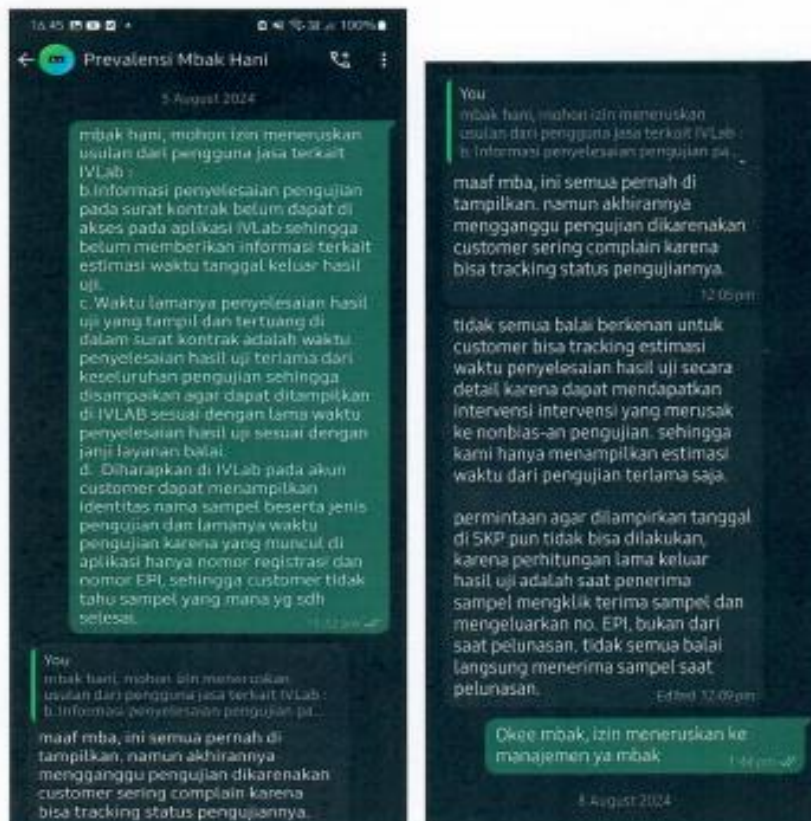 16.45
100%
Prevalensi Mbak Hani
5 August 2024
mbak hani, mohon izin meneruskan
usulan dari pengguna jasa terkait
IVLab :
b.Informasi penyelesaian pengujian
pada surat kontrak belum dapat di
akses pada aplikasi IVLab sehingga
belum memberikan informasi terkait
estimasi waktu tanggal keluar hasil
uji.
c.Waktu lamanya penyelesaian hasil
uji yang tampil dan tertuang di
dalam surat kontrak adalah waktu
penyelesaian hasil uji terlama dari
keseluruhan pengujian sehingga
disampaikan agar dapat ditampilkan
di IVLAB sesuai dengan lama waktu
penyelesaian hasil uji sesuai dengan
janji layanan balai.
d. Diharapkan di IVLab pada akun
customer dapat menampilkan
identitas nama sampel beserta jenis
pengujian dan lamanya waktu
pengujian karena yang muncul di
aplikasi hanya nomor registrasi dan
nomor EPI, sehingga customer tidak
tahu sampel yang mana yg sdh
selesai.
You
mbak hani, mohon izin meneruskan
usulan dari pengguna jasa terkait IVLab :
b. Informasi penyelesaian pengujian pa...
maaf mba, ini semua pernah di
tampilkan. namun akhirannya
mengganggu pengujian dikarenakan
customer sering complain karena
bisa tracking status pengujiannya.
You
mbak hani, mohon izin meneruskan
usulan dari pengguna jasa terkait IVLab :
b. Informasi penyelesaian pengujian pa...
maaf mba, ini semua pernah di
tampilkan. namun akhirannya
mengganggu pengujian dikarenakan
customer sering complain karena
bisa tracking status pengujiannya.
12:05 pm
tidak semua balai berkenan untuk
customer bisa tracking estimasi
waktu penyelesaian hasil uji secara
detail karena dapat mendapatkan
intervensi intervensi yang merusak
ke nonbias-an pengujian. sehingga
kami hanya menampilkan estimasi
waktu dari pengujian terlama saja.
permintaan agar dilampirkan tanggal
di SKP pun tidak bisa dilakukan,
karena perhitungan lama keluar
hasil uji adalah saat penerima
sampel mengklik terima sampel dan
mengeluarkan no. EPI, bukan dari
saat pelunasan. tidak semua balai
langsung menerima sampel saat
pelunasan.
Edited 12:09 pm
Okee mbak, izin meneruskan ke
manajemen ya mbak
1:44 pm
8 August 2024